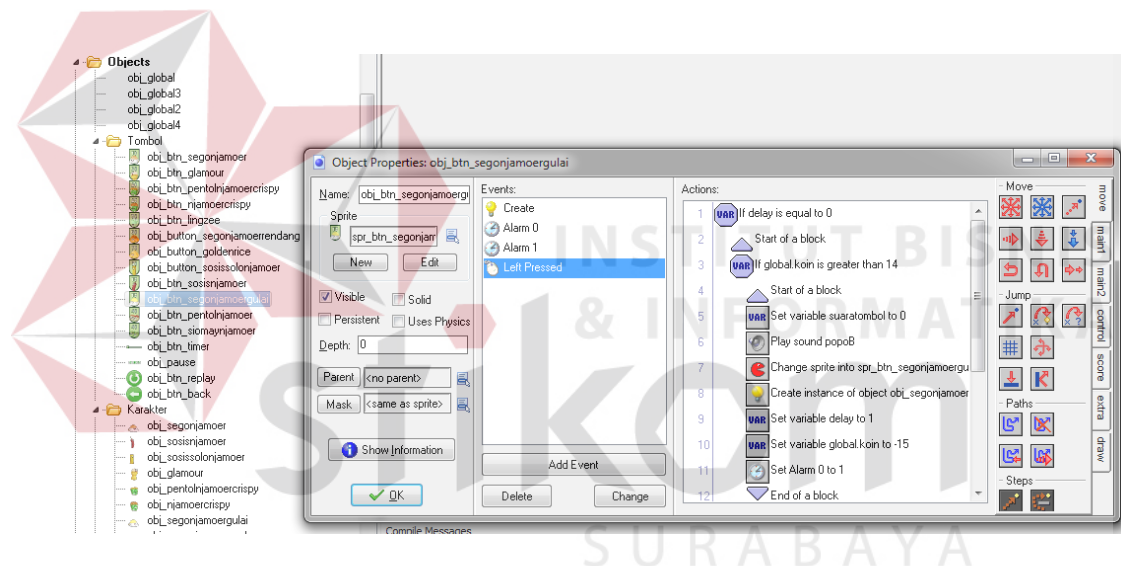 Objects
obj_global
obj_global3
obj_global2
obj_global4
Tombol
obj_btn_segonjamoer
obj_btn_glamour
obj_btn_pentolnjamoercrispy
obj_btn_njamoercrispy
obj_btn_lingzee
obj_button_segonjamoerrendang
obj_button_goldenrice
obj_button_sosissolonjamoer
obj_btn_sosisnjamoer
obj_btn_segonjamoergulai
obj_btn_pentolnjamoer
obj_btn_siomaynjamoer
obj_btn_timer
obj_pause
obj_btn_replay
obj_btn_back
Karakter
obj_segonjamoer
obj_sosisnjamoer
obj_sosissolonjamoer
obj_glamour
obj_pentolnjamoercrispy
obj_njamoercrispy
obj_segonjamoergulai
Object Properties: obj_btn_segonjamoergulai
Name: obj_btn_segonjamoergu
Sprite
spr_btn_segonjam
New Edit
Visible Solid
Persistent Uses Physics
Depth: 0
Parent <no parent>
Mask <same as sprite>
Show Information
OK
Events:
Create
Alarm 0
Alarm 1
Left Pressed
Add Event
Delete Change
Actions:
1 VAR If delay is equal to 0
2 Start of a block
3 VAR If global.koin is greater than 14
4 Start of a block
5 VAR Set variable suaratombol to 0
6 Play sound popoB
7 Change sprite into spr_btn_segonjamoergu
8 Create instance of object obj_segonjamoer
9 VAR Set variable delay to 1
10 VAR Set variable global.koin to -15
11 Set Alarm 0 to 1
12 End of a block
Move
Jump
Paths
Steps
move
main1
main2
control
score
extra
draw
Compile Messages
INSTITUT BISNIS
& INFORMATIKA
stikom
SURABAYA